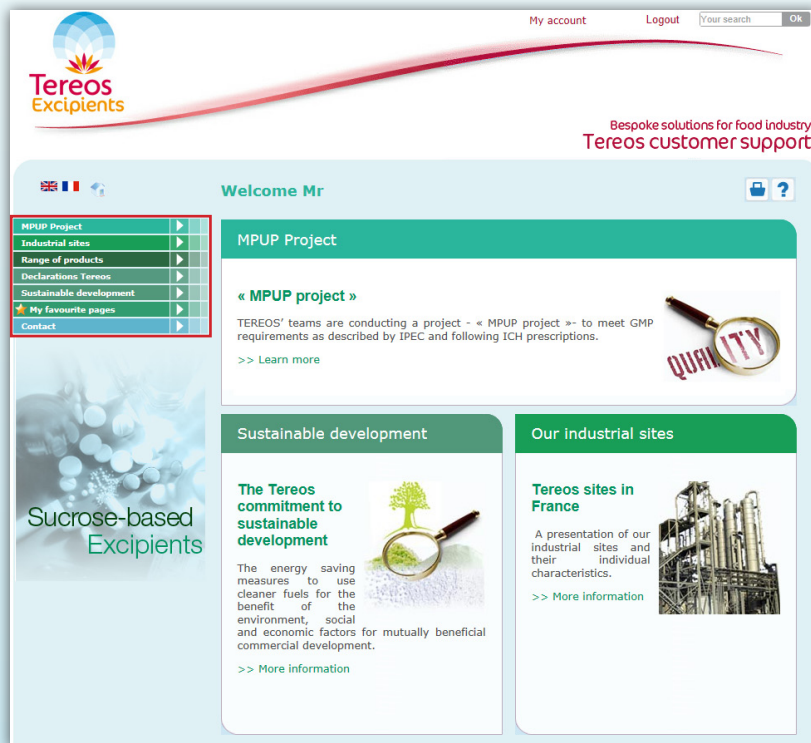 My account
Logout
Your search
Ok
Tereos
Excipients
Bespoke solutions for food industry
Tereos customer support
Welcome Mr
?
MPUP Project
Industrial sites
Range of products
Declarations Tereos
Sustainable development
My favourite pages
Contact
Sucrose-based
Excipients
MPUP Project
« MPUP project »
TEREOS' teams are conducting a project - « MPUP project »- to meet GMP
requirements as described by IPEC and following ICH prescriptions.
>> Learn more
QUALITY
Sustainable development
The Tereos
commitment to
sustainable
development
The energy saving
measures to use
cleaner fuels for the
benefit of the
environment, social
and economic factors for mutually beneficial
commercial development.
>> More information
Our industrial sites
Tereos sites in
France
A presentation of our
industrial sites and
their individual
characteristics.
>> More information